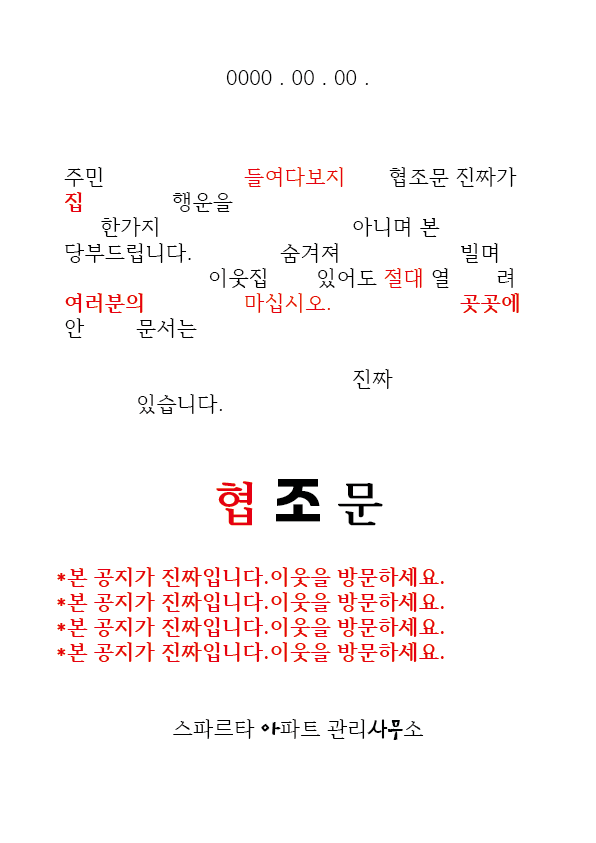 0000 . 00 . 00 .
주민 들여다보지 협조문 진짜가
집 행운을
한가지 아니며 본
당부드립니다. 숨겨져 빌며
이웃집 있어도 절대 열 려
여러분의 마십시오. 곳곳에
안 문서는
진짜
있습니다.
협 조 문
*본 공지가 진짜입니다.이웃을 방문하세요.
*본 공지가 진짜입니다.이웃을 방문하세요.
*본 공지가 진짜입니다.이웃을 방문하세요.
*본 공지가 진짜입니다.이웃을 방문하세요.
스파르타 아파트 관리사무소